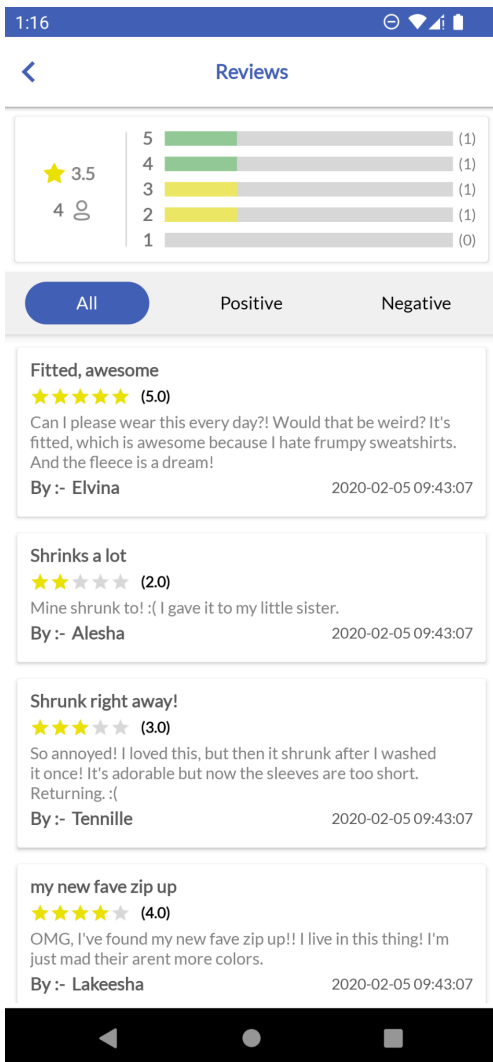 1:16
Reviews
3.5
4
5 (1)
4 (1)
3 (1)
2 (1)
1 (0)
All Positive Negative
Fitted, awesome
(5.0)
Can I please wear this every day?! Would that be weird? It's
fitted, which is awesome because I hate frumpy sweatshirts.
And the fleece is a dream!
By :- Elvina 2020-02-05 09:43:07
Shrinks a lot
(2.0)
Mine shrunk to! :( I gave it to my little sister.
By :- Alesha 2020-02-05 09:43:07
Shrunk right away!
(3.0)
So annoyed! I loved this, but then it shrunk after I washed
it once! It's adorable but now the sleeves are too short.
Returning. :(
By :- Tennille 2020-02-05 09:43:07
my new fave zip up
(4.0)
OMG, I've found my new fave zip up!! I live in this thing! I'm
just mad their arent more colors.
By :- Lakeesha 2020-02-05 09:43:07